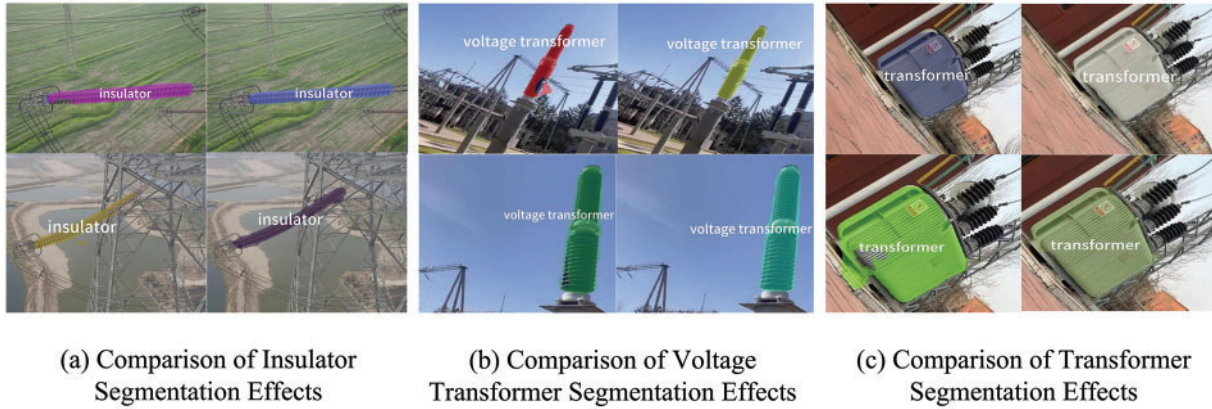 insulator
insulator
insulator
insulator
voltage transformer
voltage transformer
voltage transformer
voltage transformer
transformer
transformer
transformer
transformer
(a) Comparison of Insulator
Segmentation Effects
(b) Comparison of Voltage
Transformer Segmentation Effects
(c) Comparison of Transformer
Segmentation Effects